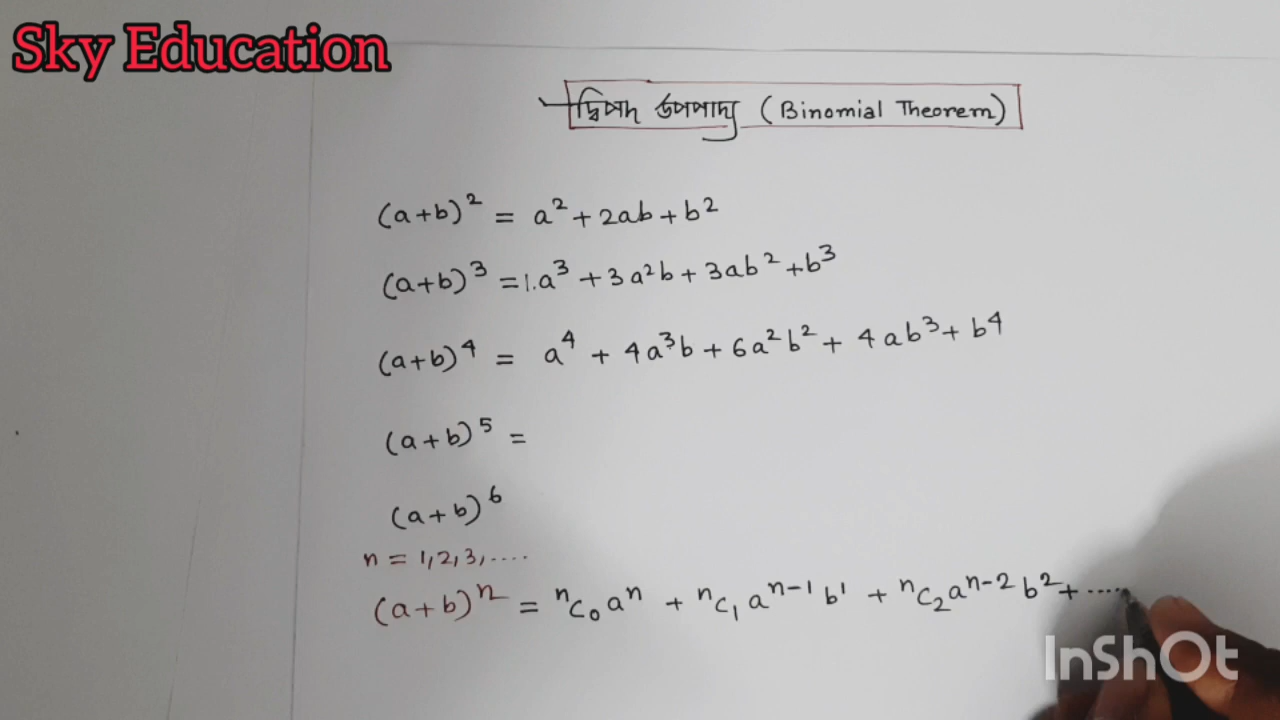 Sky Education
দ্বিপদ উপপাদ্য (Binomial Theorem)
(a+b)² = a² + 2ab + b²
(a+b)³ = 1.a³ + 3a²b + 3ab² + b³
(a+b)⁴ = a⁴ + 4a³b + 6a²b² + 4ab³ + b⁴
(a+b)⁵ =
(a+b)⁶
n = 1,2,3,....
(a+b)ⁿ = ⁿC₀aⁿ + ⁿC₁aⁿ⁻¹b¹ + ⁿC₂aⁿ⁻²b² + .....
InShOt